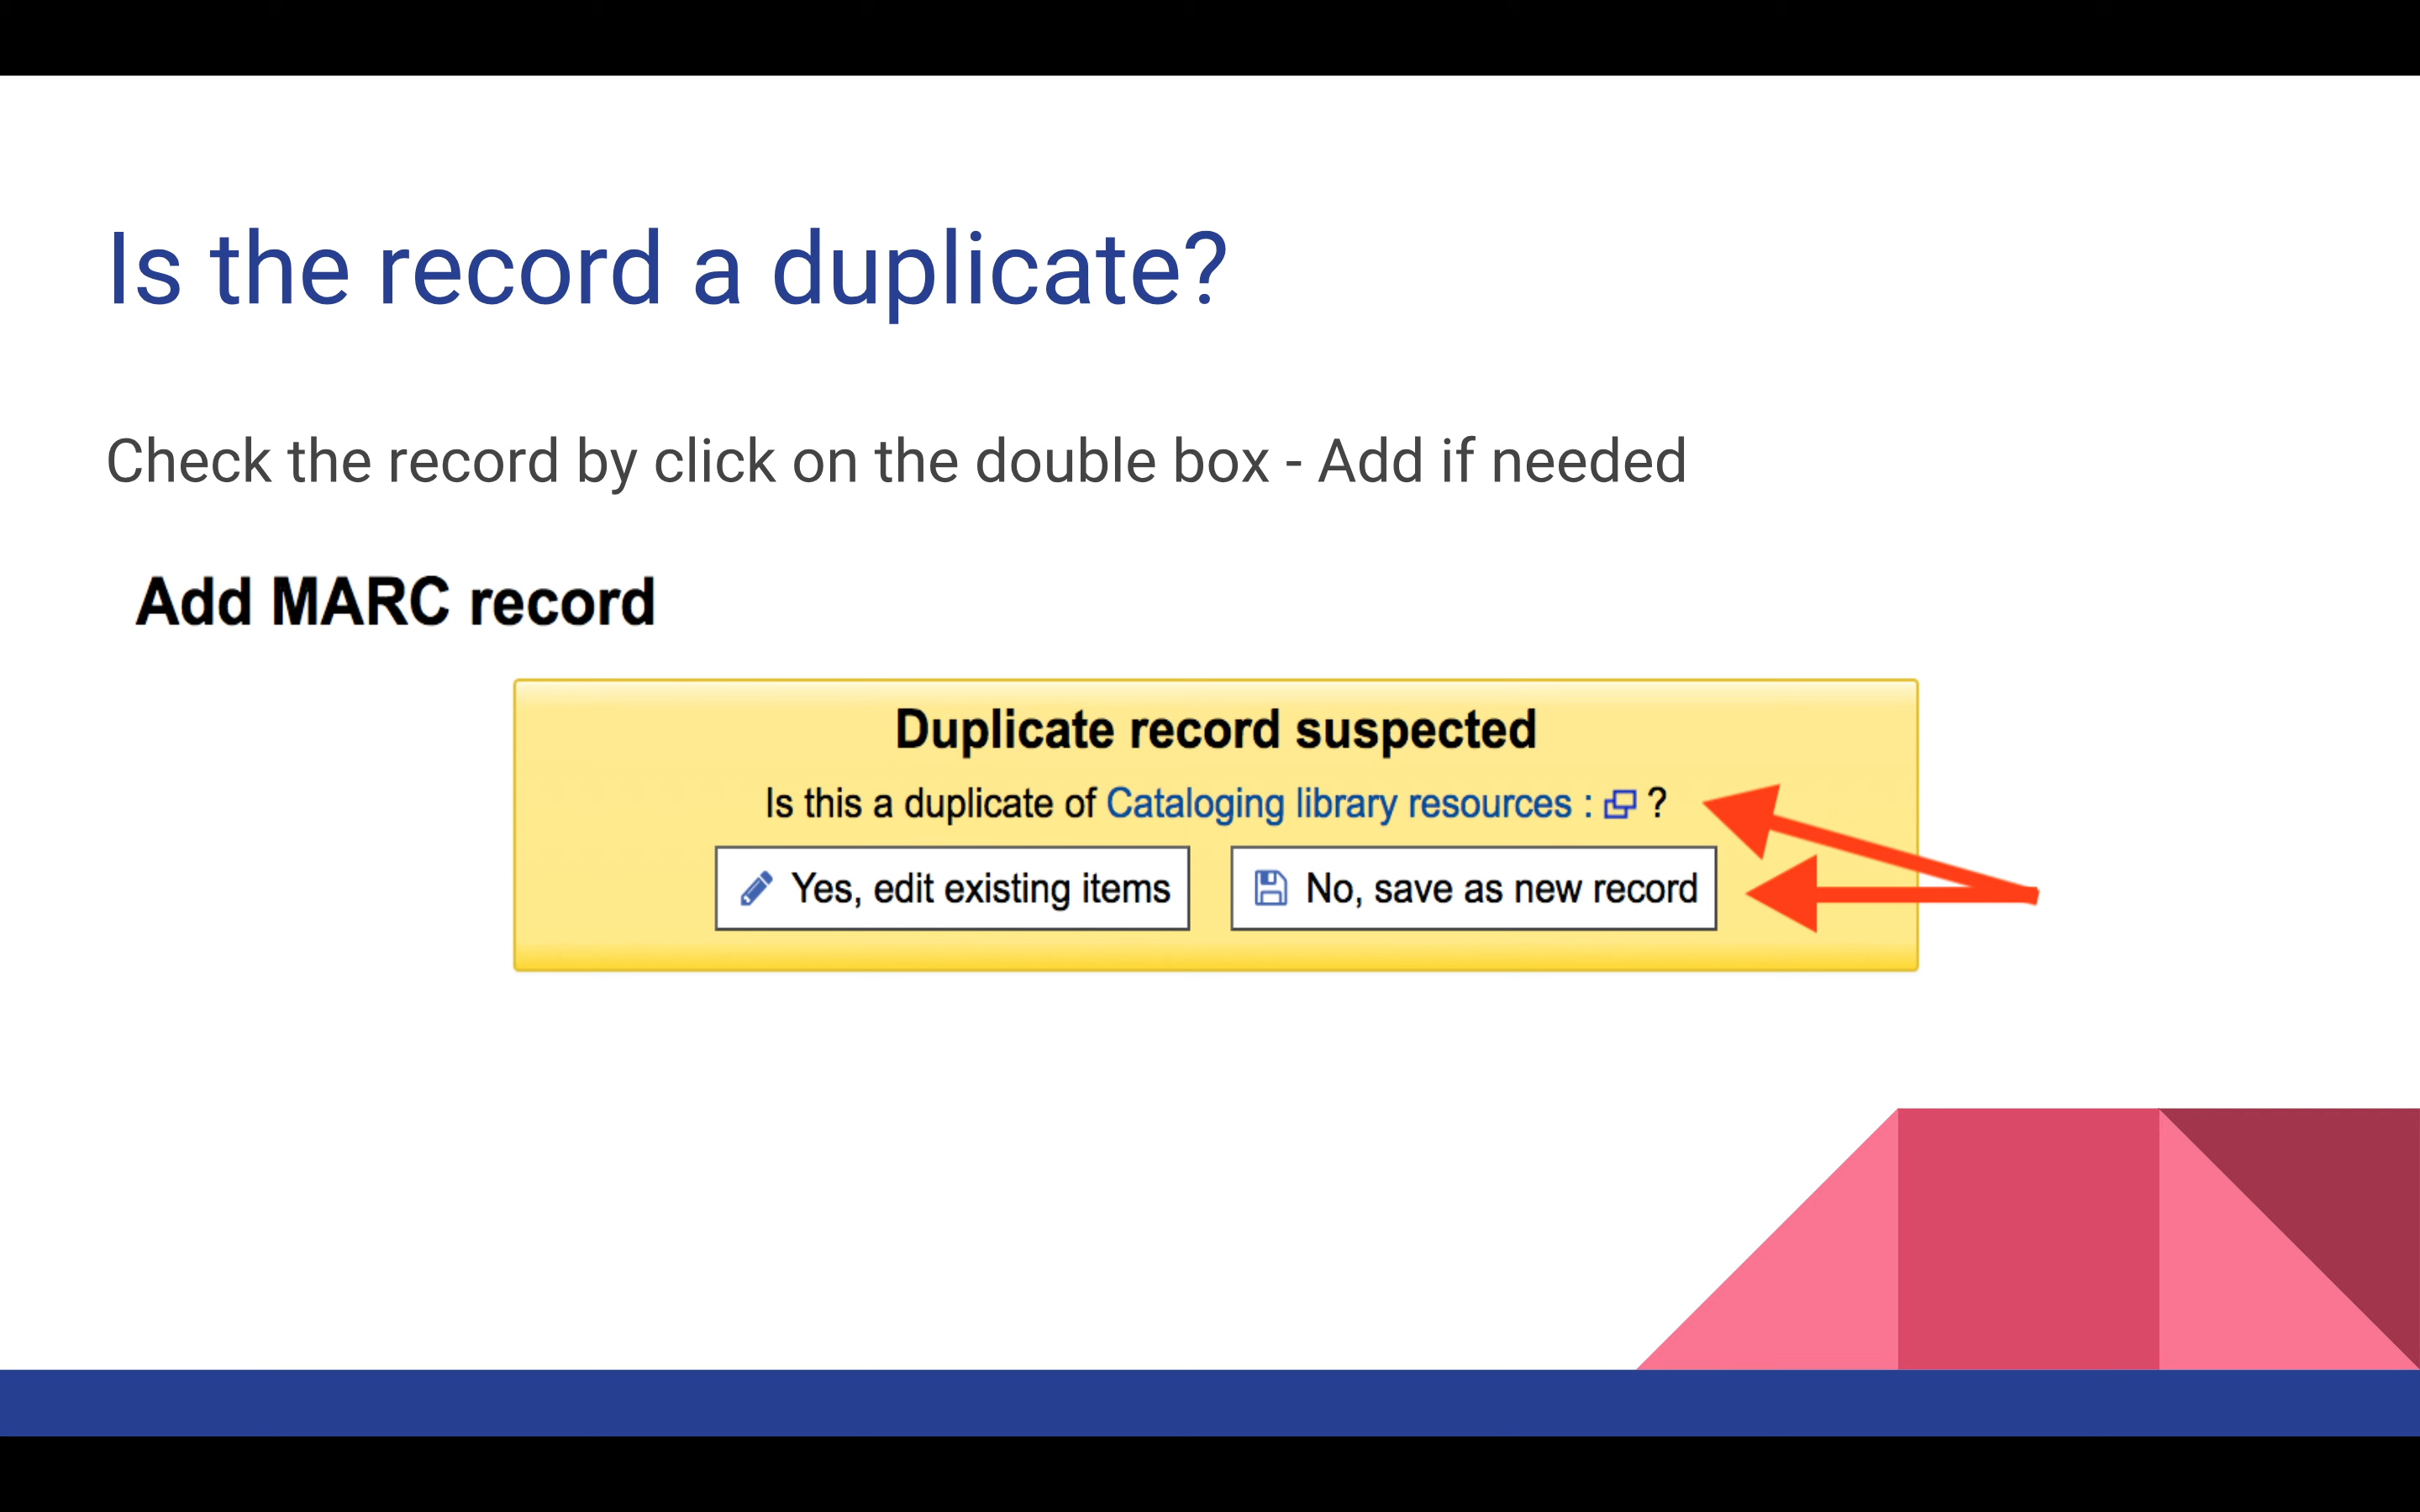 Is the record a duplicate?
Check the record by click on the double box - Add if needed
Add MARC record
Duplicate record suspected
Is this a duplicate of Cataloging library resources : ?
Yes, edit existing items
No, save as new record